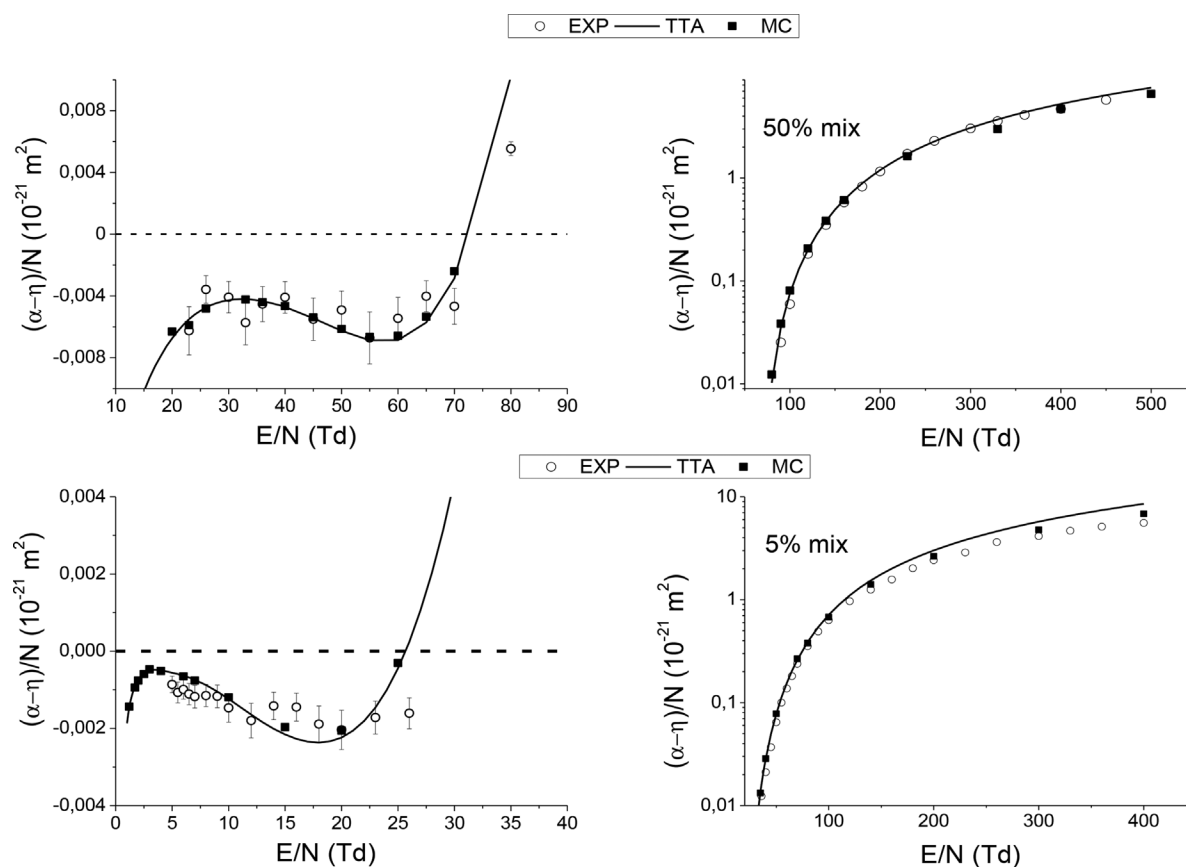 EXP TTA MC
0,008
0,004
0
-0,004
-0,008
(α−η)/N (10⁻²¹ m²)
10 20 30 40 50 60 70 80 90
E/N (Td)
50% mix
1
0,1
0,01
(α−η)/N (10⁻²¹ m²)
100 200 300 400 500
E/N (Td)
EXP TTA MC
0,004
0,002
0,000
-0,002
-0,004
(α−η)/N (10⁻²¹ m²)
0 5 10 15 20 25 30 35 40
E/N (Td)
5% mix
10
1
0,1
0,01
(α−η)/N (10⁻²¹ m²)
100 200 300 400
E/N (Td)